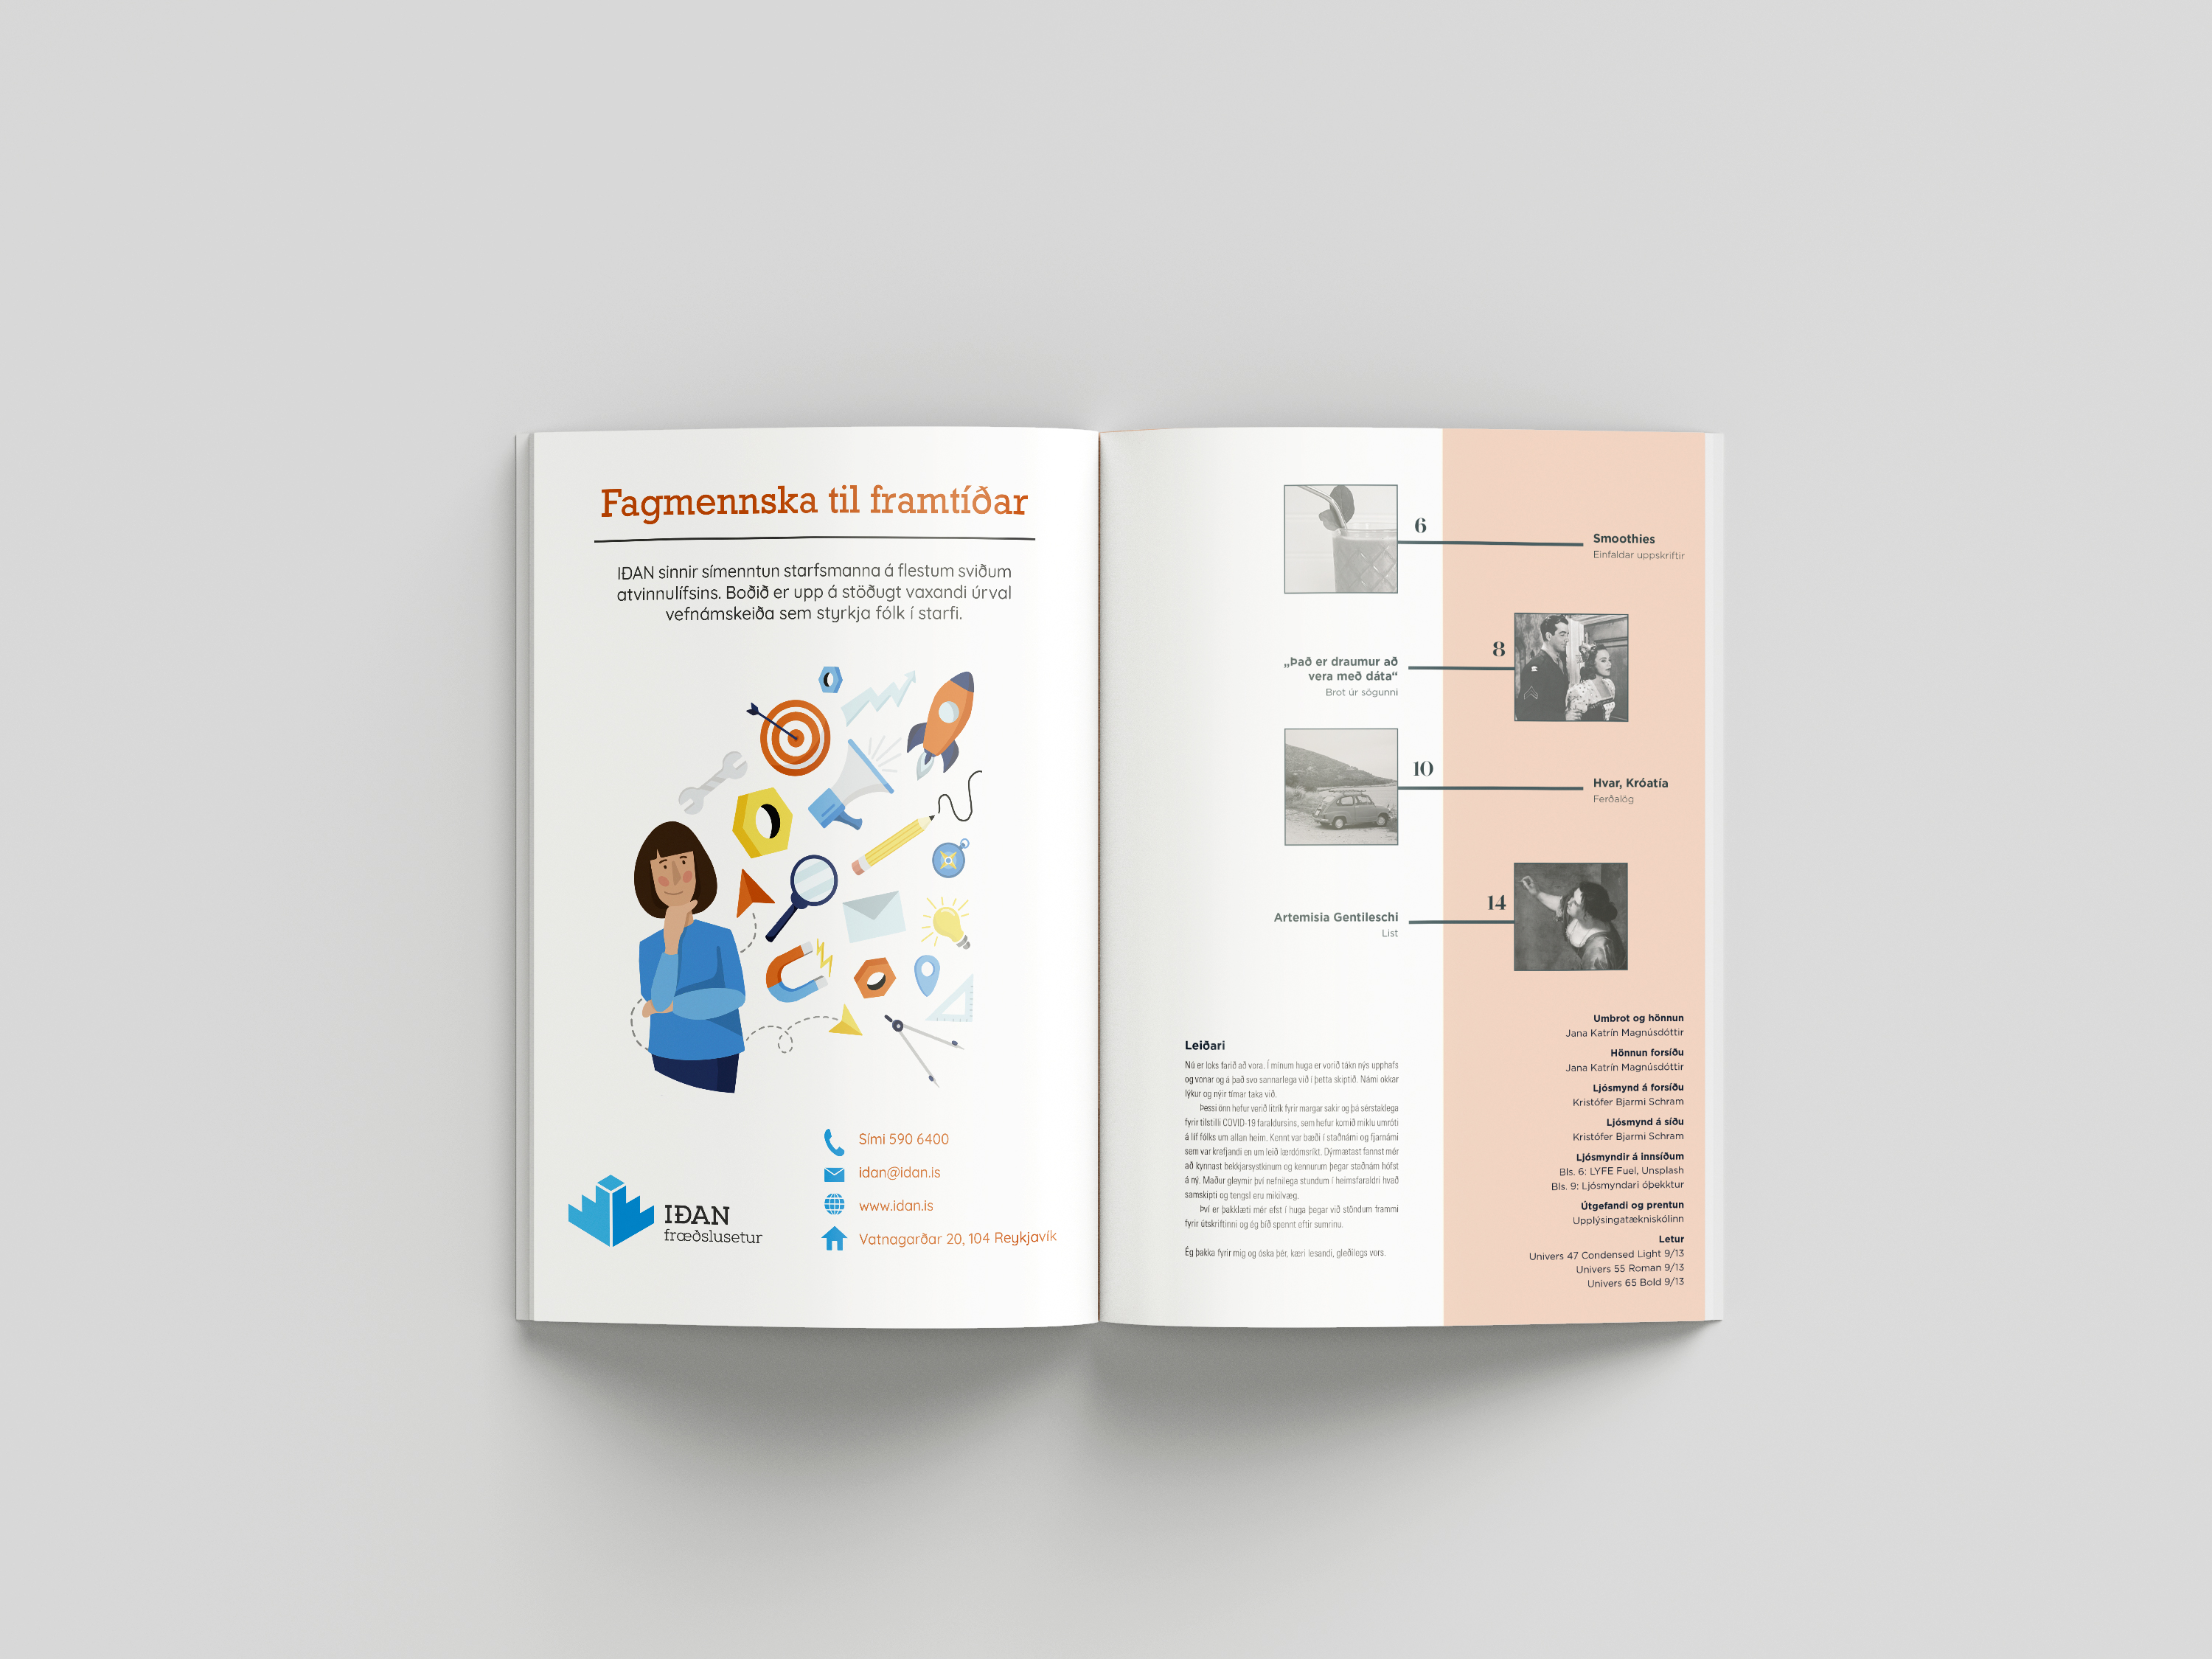 Fagmennska til framtíðar
IÐAN sinnir símenntun starfsmanna á flestum sviðum
atvinnulífsins. Boðið er upp á stöðugt vaxandi úrval
vefnámskeiða sem styrkja fólk í starfi.
Sími 590 6400
idan@idan.is
www.idan.is
Vatnagarðar 20, 104 Reykjavík
IÐAN
fræðslusetur
6
Smoothies
Einfaldar uppskriftir
8
„Það er draumur að
vera með dáta“
Brot úr sögunni
10
Hvar, Króatía
Ferðalög
14
Artemisia Gentileschi
List
Leiðari
Nú er loks farið að vora. Í mínum huga er vorið tákn nýs upphafs
og vonar og á það svo sannarlega við í þetta skiptið. Námi okkar
lýkur og nýir tímar taka við.
Þessi önn hefur verið litrík fyrir margar sakir og þá sérstaklega
fyrir tilstilli COVID-19 faraldursins, sem hefur komið miklu umróti
á líf fólks um allan heim. Kennt var bæði í staðnámi og fjarnámi
sem var krefjandi en um leið lærdómsríkt. Dýrmætast fannst mér
að kynnast bekkjarsystkinum og kennurum þegar staðnám hófst
á ný. Maður gleymir því nefnilega stundum í heimsfaraldri hvað
samskipti og tengsl eru mikilvæg.
Því er þakklæti mér efst í huga þegar við stöndum frammi
fyrir útskriftinni og ég bíð spennt eftir sumrinu.
Ég þakka fyrir mig og óska þér, kæri lesandi, gleðilegs vors.
Umbrot og hönnun
Jana Katrín Magnúsdóttir
Hönnun forsíðu
Jana Katrín Magnúsdóttir
Ljósmynd á forsíðu
Kristófer Bjarmi Schram
Ljósmynd á síðu
Kristófer Bjarmi Schram
Ljósmyndir á innsíðum
Bls. 6: LYFE Fuel, Unsplash
Bls. 9: Ljósmyndari óþekktur
Útgefandi og prentun
Upplýsingatækniskólinn
Letur
Univers 47 Condensed Light 9/13
Univers 55 Roman 9/13
Univers 65 Bold 9/13